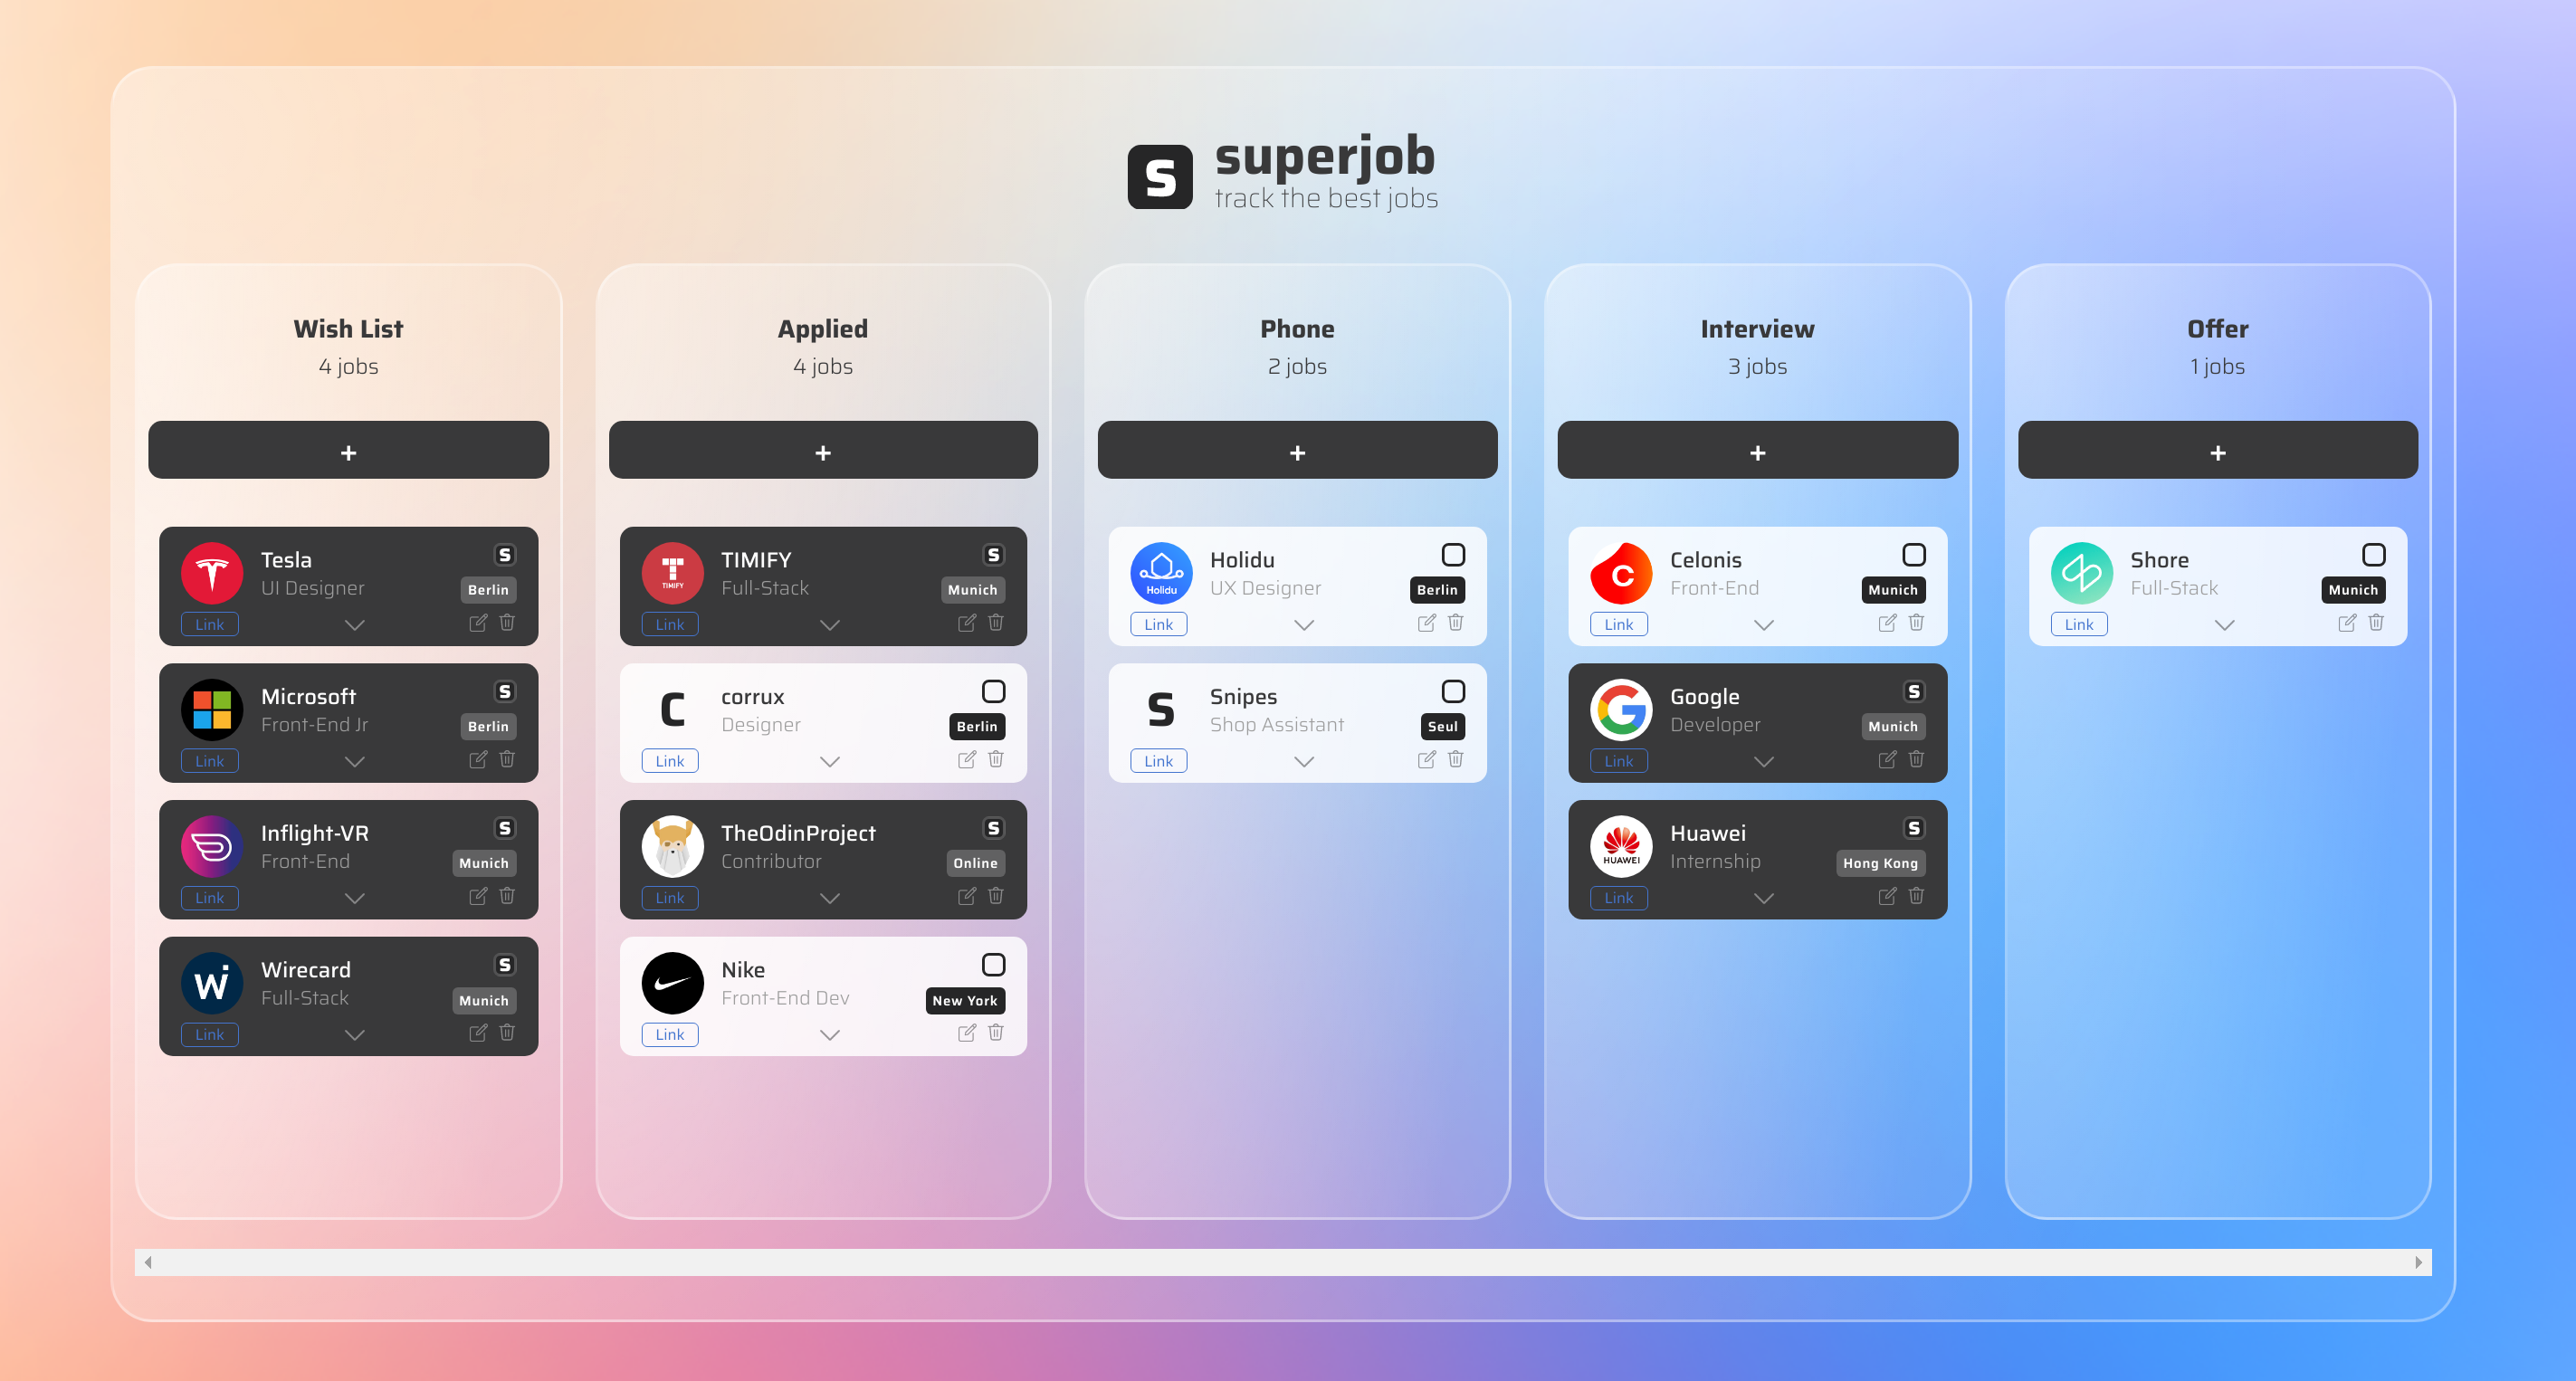 S
superjob
track the best jobs
Wish List
4 jobs
+
Tesla
S
UI Designer
Berlin
Link
Microsoft
S
Front-End Jr
Berlin
Link
Inflight-VR
S
Front-End
Munich
Link
Wirecard
S
Full-Stack
Munich
Link
Applied
4 jobs
+
TIMIFY
TIMIFY
S
Full-Stack
Munich
Link
C
corrux
Designer
Berlin
Link
TheOdinProject
S
Contributor
Online
Link
Nike
Front-End Dev
New York
Link
Phone
2 jobs
+
Holidu
Holidu
UX Designer
Berlin
Link
S
Snipes
Shop Assistant
Seul
Link
Interview
3 jobs
+
C
Celonis
Front-End
Munich
Link
Google
S
Developer
Munich
Link
HUAWEI
Huawei
S
Internship
Hong Kong
Link
Offer
1 jobs
+
Shore
Full-Stack
Munich
Link